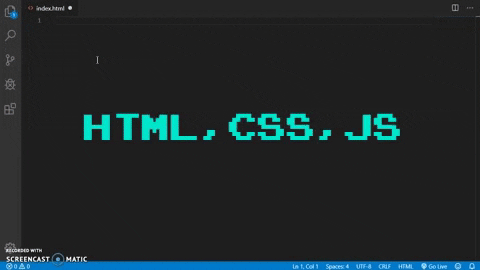 index.html
1
HTML, CSS, JS
RECORDED WITH
SCREENCAST MATIC
0 0 Ln 1, Col 1 Spaces: 4 UTF-8 CRLF HTML Go Live